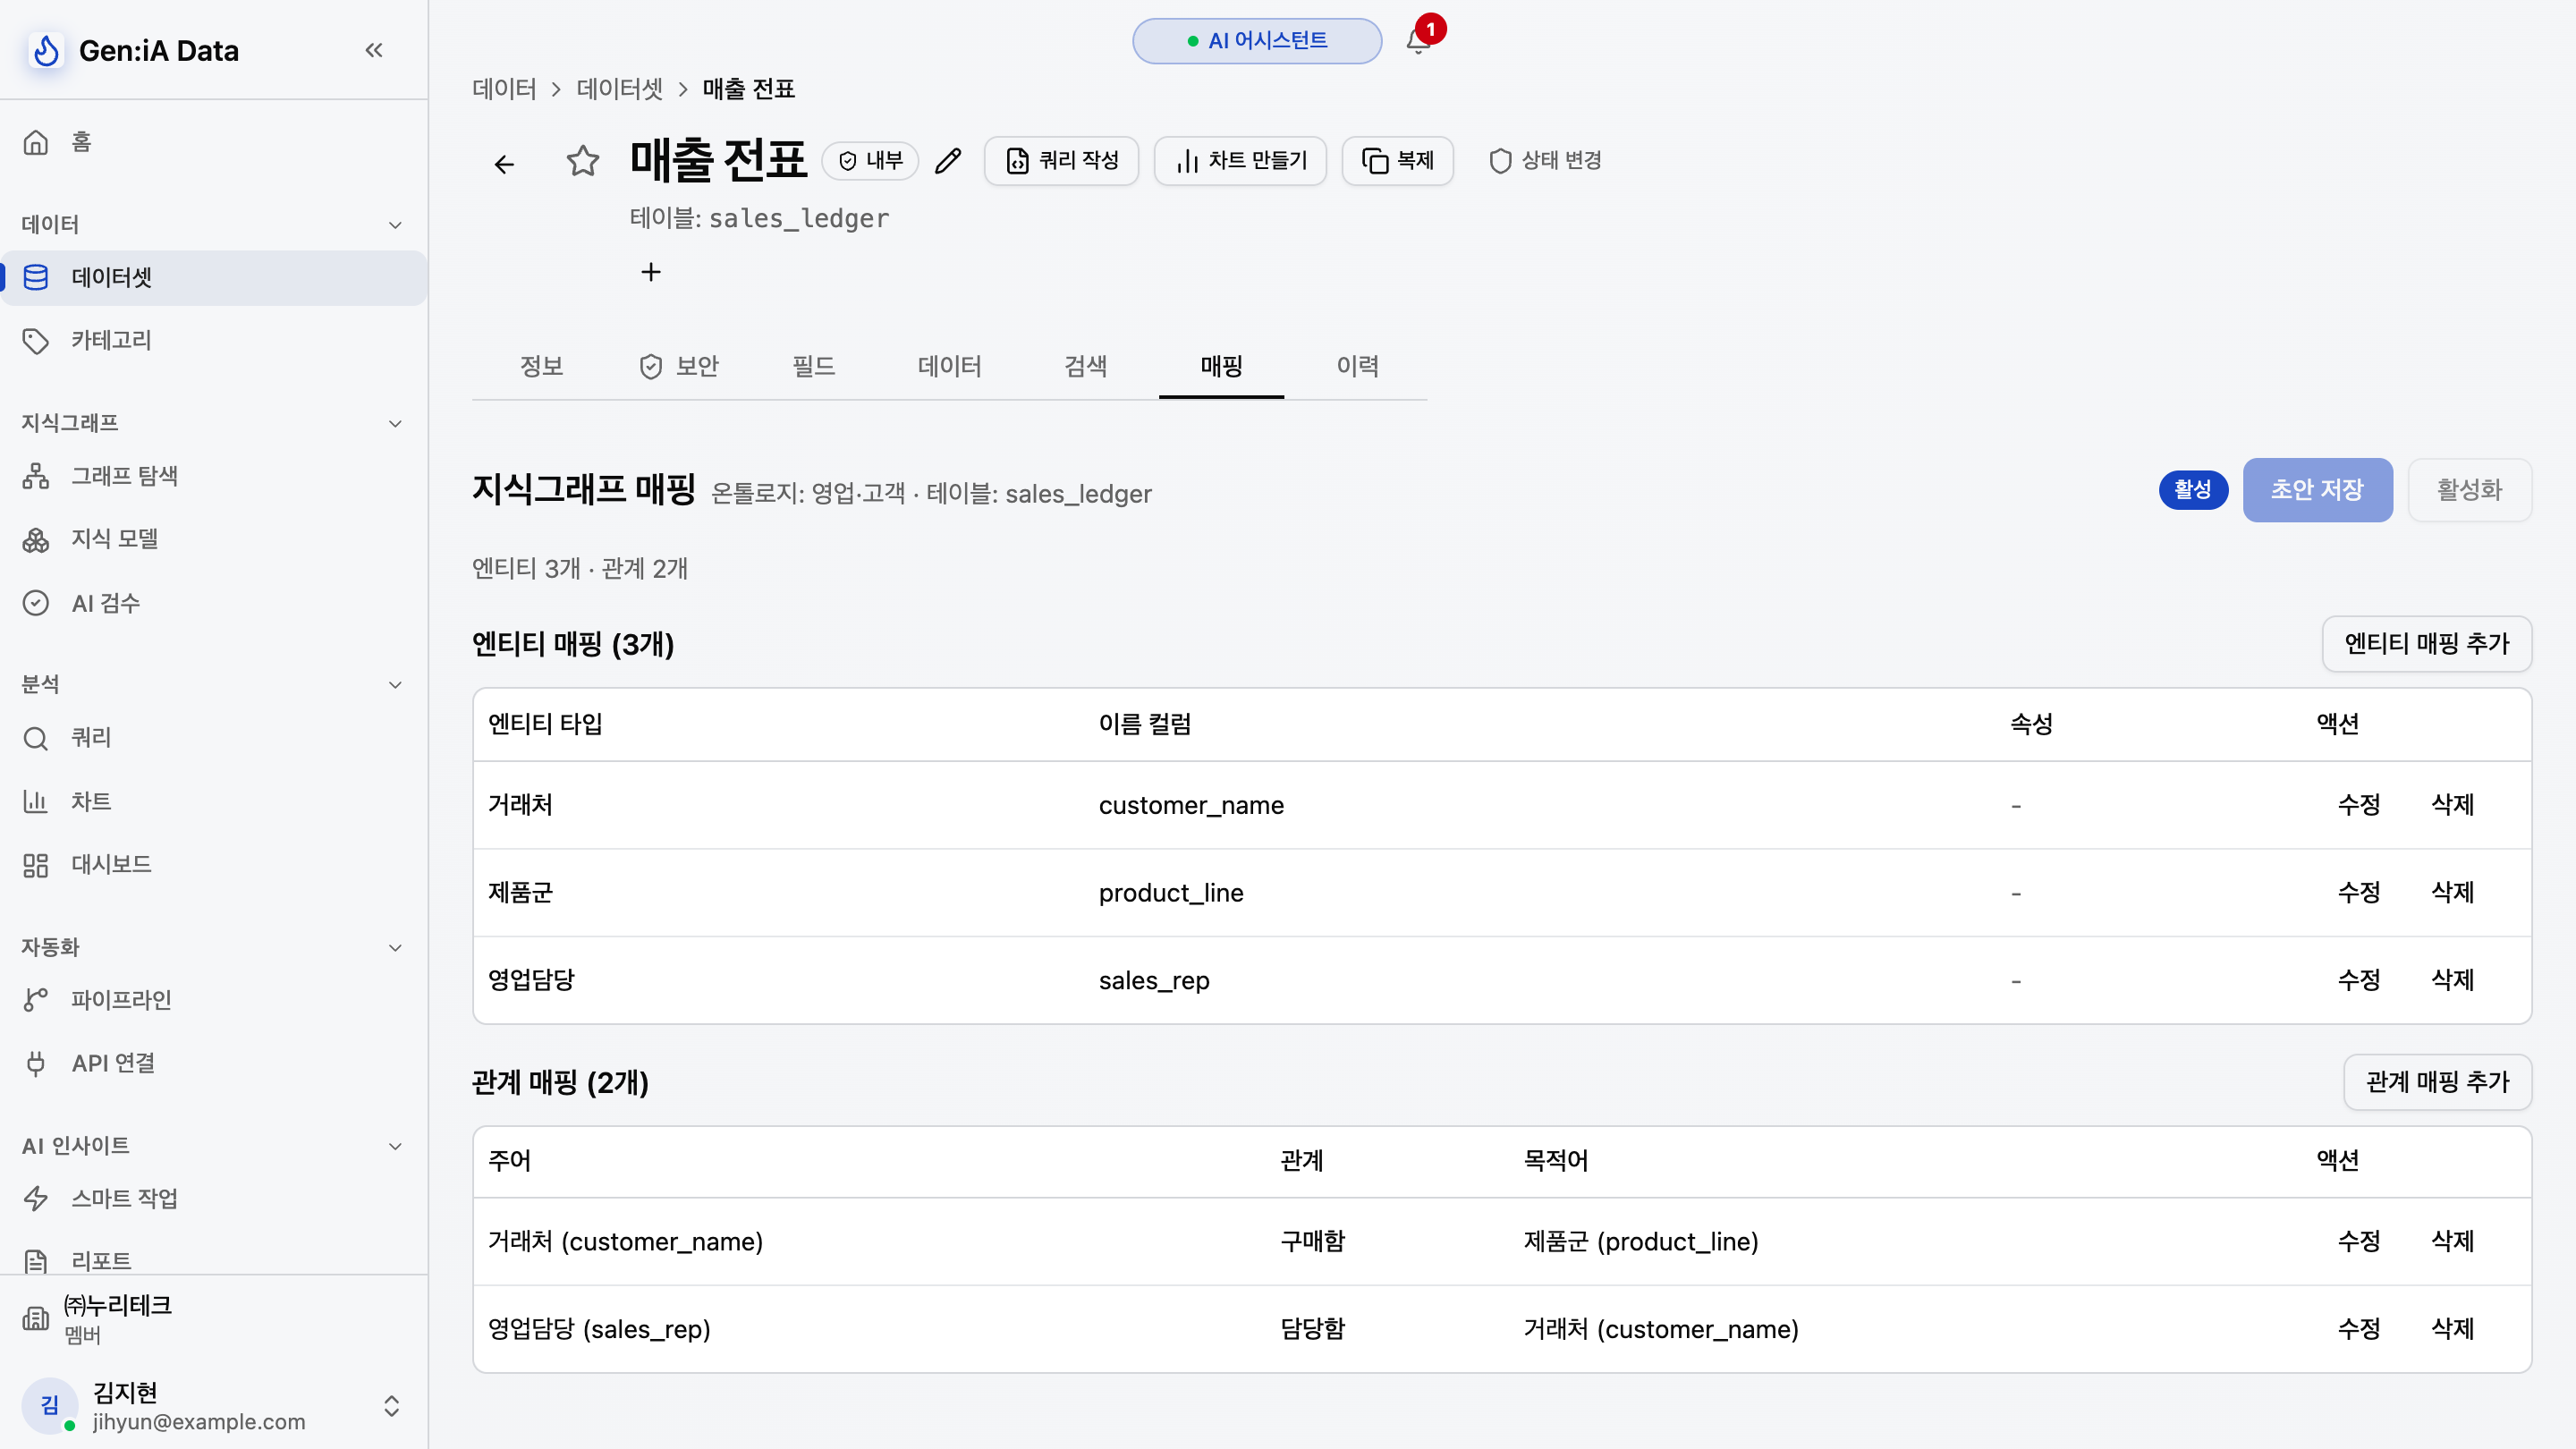 Gen:iA Data
홈
데이터
데이터셋
카테고리
지식그래프
그래프 탐색
지식 모델
AI 검수
분석
쿼리
차트
대시보드
자동화
파이프라인
API 연결
AI 인사이트
스마트 작업
리포트
㈜누리테크
멤버
김
김지현
jihyun@example.com
AI 어시스턴트
1
데이터 > 데이터셋 > 매출 전표
매출 전표 내부 쿼리 작성 차트 만들기 복제 상태 변경
테이블: sales_ledger
정보 보안 필드 데이터 검색 매핑 이력
지식그래프 매핑 온톨로지: 영업·고객 · 테이블: sales_ledger 활성 초안 저장 활성화
엔티티 3개 · 관계 2개
엔티티 매핑 (3개) 엔티티 매핑 추가
엔티티 타입 이름 컬럼 속성 액션
거래처 customer_name - 수정 삭제
제품군 product_line - 수정 삭제
영업담당 sales_rep - 수정 삭제
관계 매핑 (2개) 관계 매핑 추가
주어 관계 목적어 액션
거래처 (customer_name) 구매함 제품군 (product_line) 수정 삭제
영업담당 (sales_rep) 담당함 거래처 (customer_name) 수정 삭제